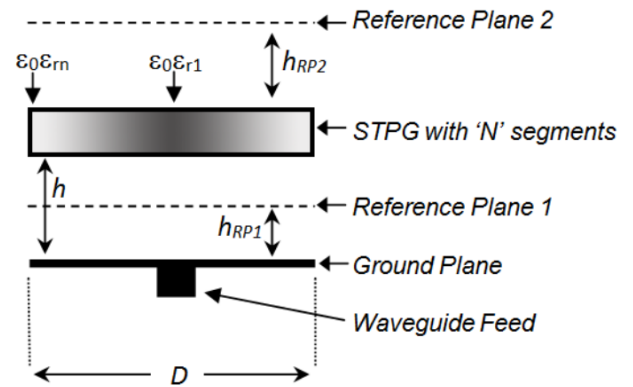 Reference Plane 2
ε0εrn
ε0εr1
hRP2
STPG with ‘N’ segments
h
Reference Plane 1
hRP1
Ground Plane
Waveguide Feed
D